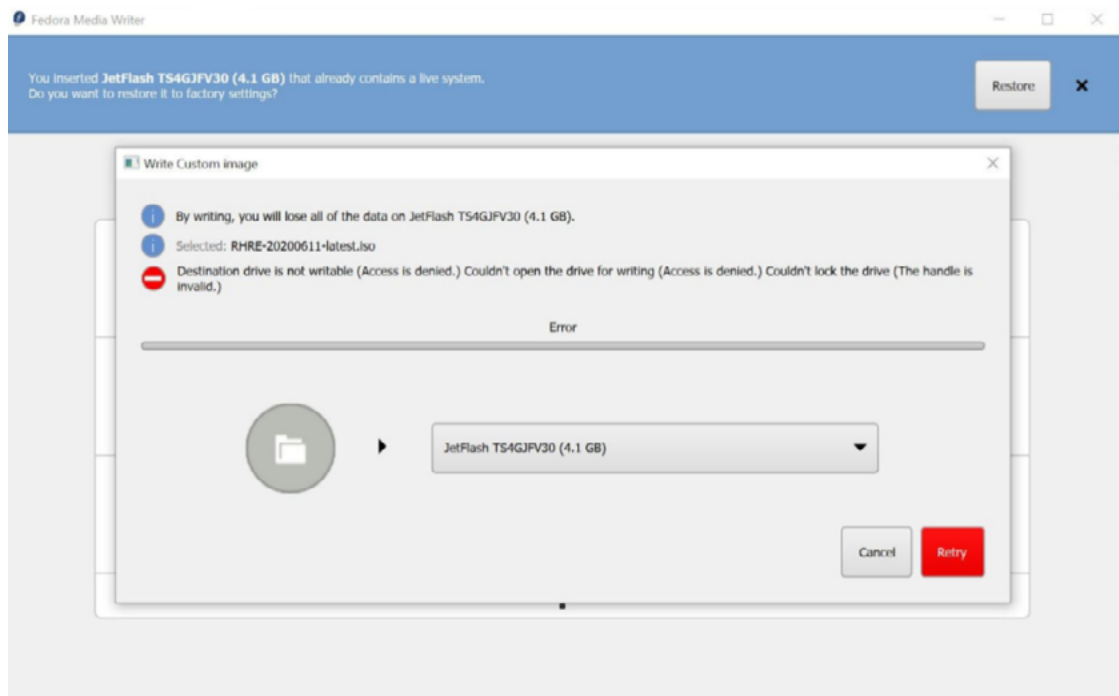 Fedora Media Writer
You inserted JetFlash TS4GJFV30 (4.1 GB) that already contains a live system.
Do you want to restore it to factory settings?
Restore
Write Custom image
By writing, you will lose all of the data on JetFlash TS4GJFV30 (4.1 GB).
Selected: RHRE-20200611-latest.iso
Destination drive is not writable (Access is denied.) Couldn't open the drive for writing (Access is denied.) Couldn't lock the drive (The handle is
invalid.)
Error
JetFlash TS4GJFV30 (4.1 GB)
Cancel
Retry